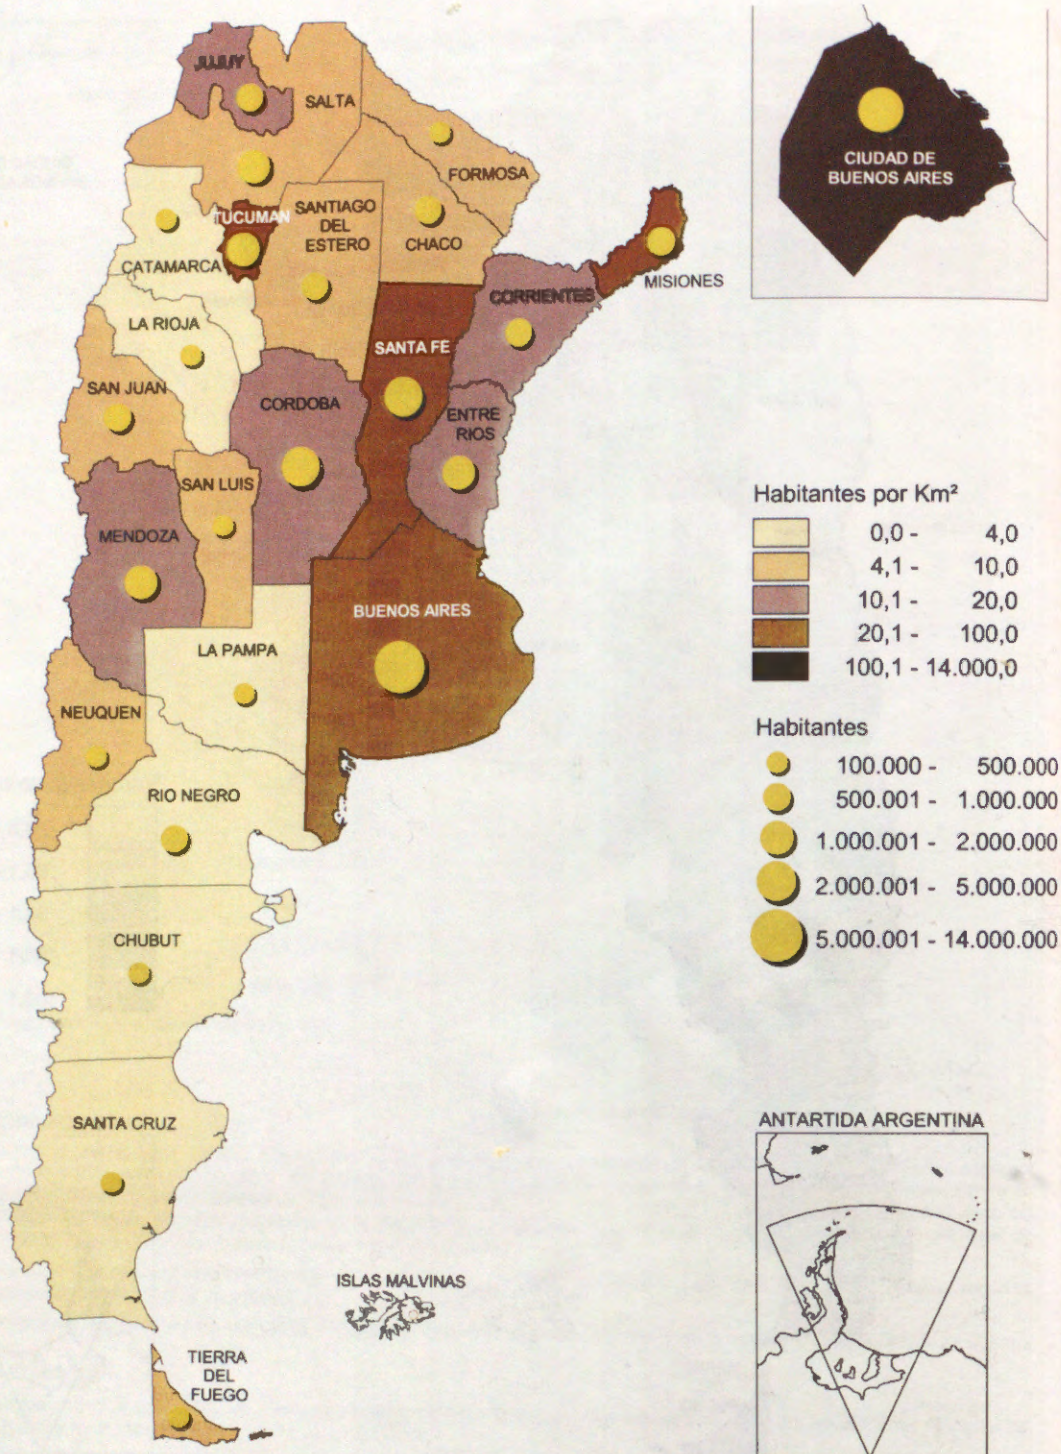 JUJUY
SALTA
FORMOSA
TUCUMAN
SANTIAGO
DEL
ESTERO
CHACO
CATAMARCA
MISIONES
CORRIENTES
LA RIOJA
SANTA FE
SAN JUAN
CORDOBA
ENTRE
RIOS
SAN LUIS
MENDOZA
BUENOS AIRES
LA PAMPA
NEUQUEN
RIO NEGRO
CHUBUT
SANTA CRUZ
ISLAS MALVINAS
TIERRA
DEL
FUEGO
CIUDAD DE
BUENOS AIRES
Habitantes por Km²
0,0 - 4,0
4,1 - 10,0
10,1 - 20,0
20,1 - 100,0
100,1 - 14.000,0
Habitantes
100.000 - 500.000
500.001 - 1.000.000
1.000.001 - 2.000.000
2.000.001 - 5.000.000
5.000.001 - 14.000.000
ANTARTIDA ARGENTINA